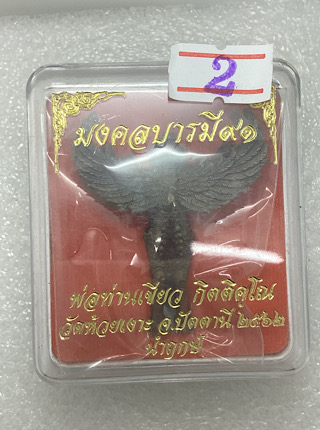 2
มงคลบารมี๙๑
พ่อท่านเขียว กิตติคุโณ
วัดห้วยเงาะ อ.ปัตตานี ๒๕๖๒
นำฤกษ์